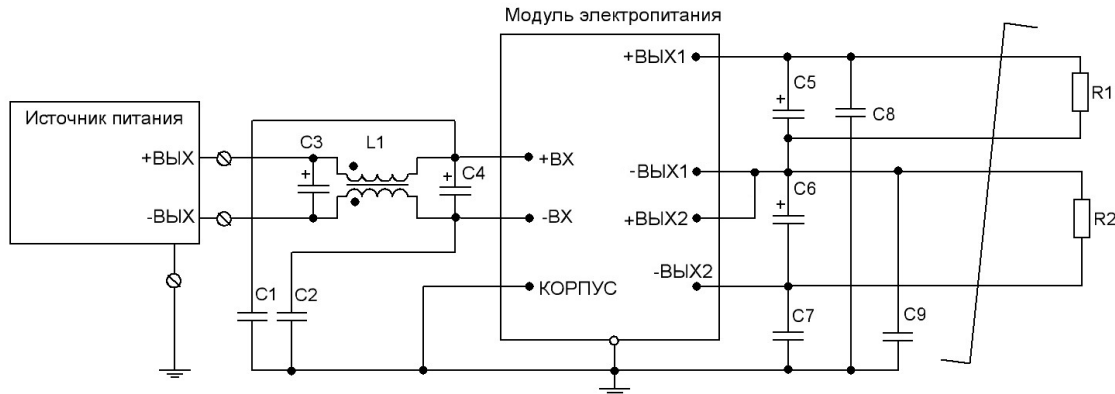 Модуль электропитания
Источник питания
+ВЫХ
-ВЫХ
C3
+
L1
C4
+
C1
C2
+ВХ
-ВХ
КОРПУС
+ВЫХ1
-ВЫХ1
+ВЫХ2
-ВЫХ2
C5
+
C8
C6
+
C7
C9
R1
R2